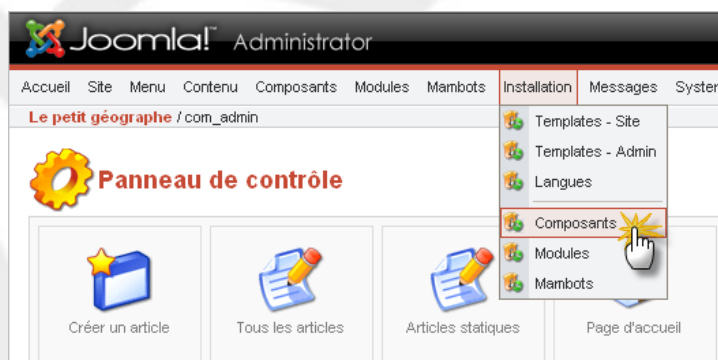 Joomla!™ Administrator
Accueil Site Menu Contenu Composants Modules Mambots Installation Messages
Le petit géographe / com_admin
Templates - Site
Templates - Admin
Langues
Composants
Modules
Mambots
Panneau de contrôle
Créer un article
Tous les articles
Articles statiques
Page d'accueil